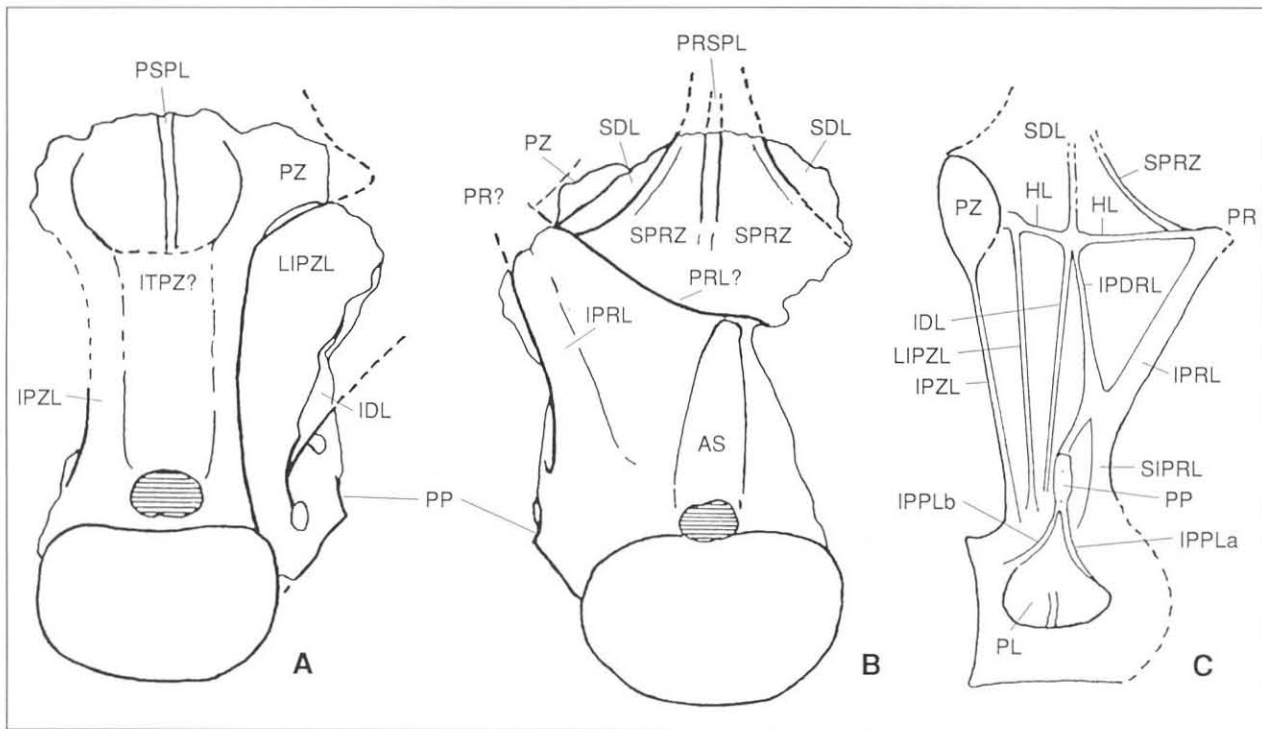 PSPL
PZ
ITPZ?
LIPZL
IPZL
IDL
PP
A
PRSPL
SDL
SDL
PZ
PR?
SPRZ
SPRZ
PRL?
IPRL
AS
B
SDL
SPRZ
HL
HL
PZ
PR
IPDRL
IDL
LIPZL
IPZL
IPRL
SIPRL
PP
IPPLb
IPPLa
PL
C